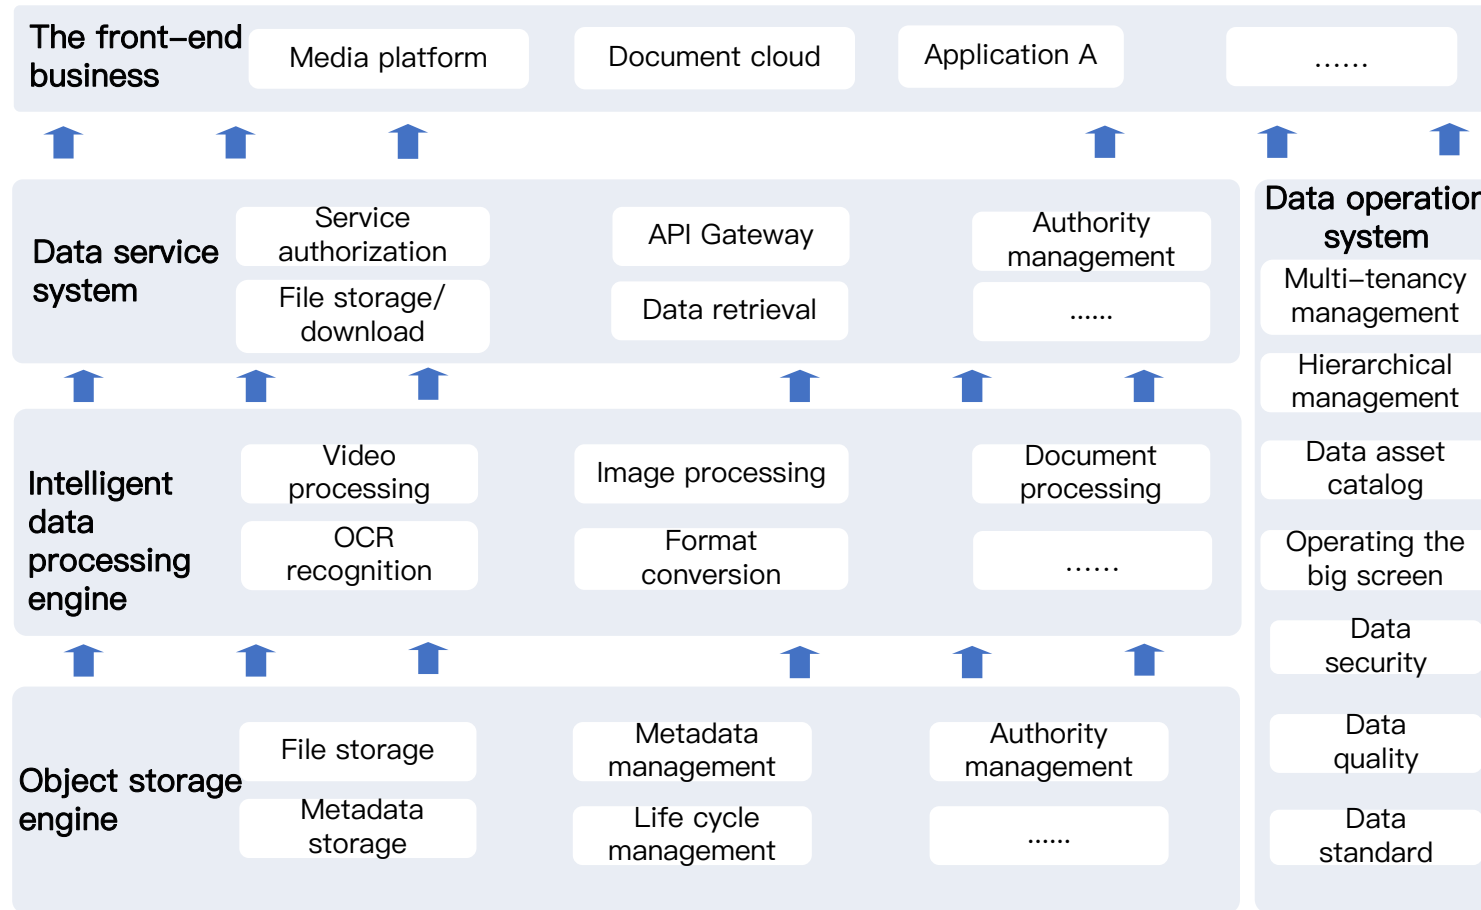 The front–end
business
Media platform
Document cloud
Application A
......
Data service
system
Service
authorization
API Gateway
Authority
management
File storage/
download
Data retrieval
......
Intelligent
data
processing
engine
Video
processing
Image processing
Document
processing
OCR
recognition
Format
conversion
......
Object storage
engine
File storage
Metadata
management
Authority
management
Metadata
storage
Life cycle
management
......
Data operation
system
Multi–tenancy
management
Hierarchical
management
Data asset
catalog
Operating the
big screen
Data
security
Data
quality
Data
standard